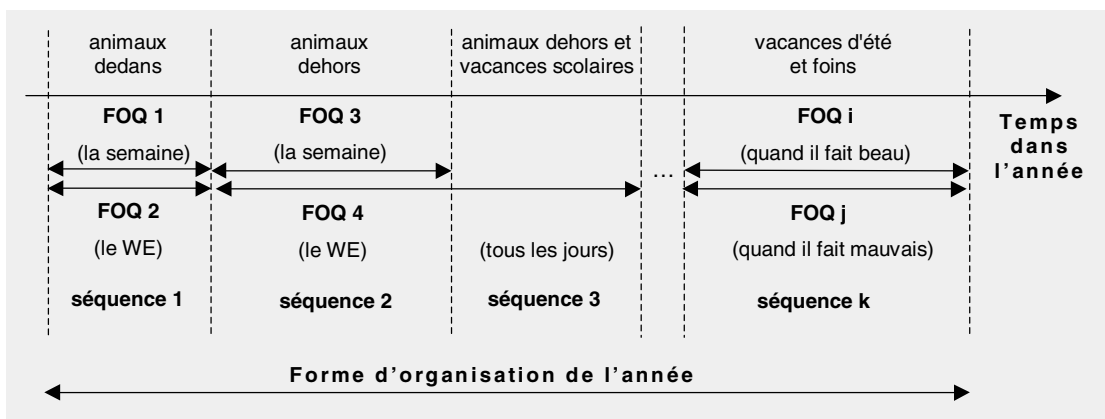 animaux
dedans
animaux
dehors
animaux dehors et
vacances scolaires
vacances d'été
et foins
FOQ 1
(la semaine)
FOQ 3
(la semaine)
FOQ i
(quand il fait beau)
Temps
dans
l'année
...
FOQ 2
(le WE)
FOQ 4
(le WE)
(tous les jours)
FOQ j
(quand il fait mauvais)
séquence 1
séquence 2
séquence 3
séquence k
Forme d'organisation de l'année